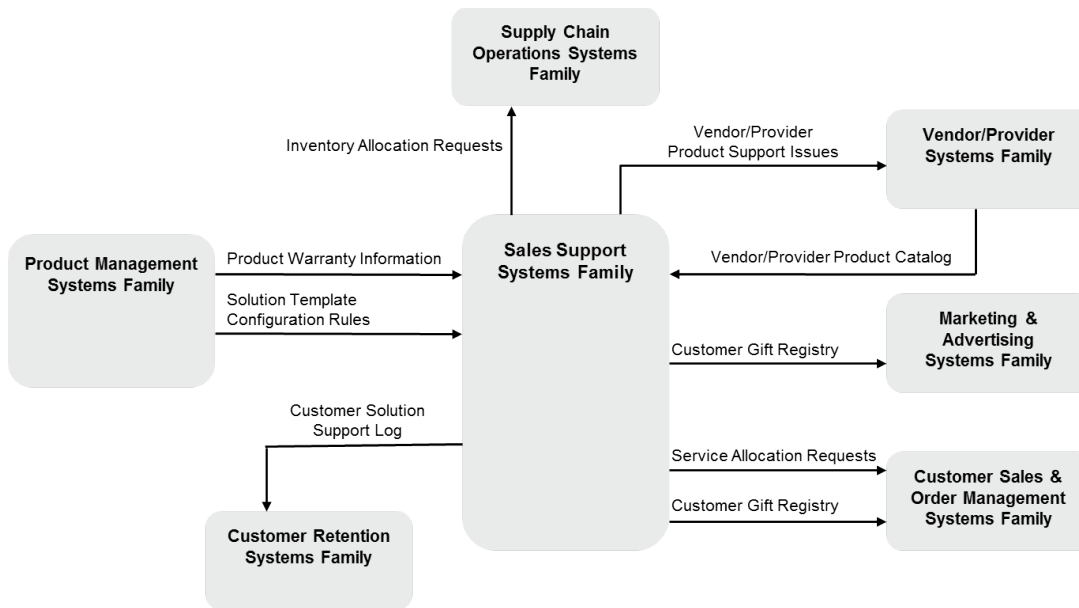 Supply Chain
Operations Systems
Family
Inventory Allocation Requests
Vendor/Provider
Product Support Issues
Vendor/Provider
Systems Family
Product Management
Systems Family
Product Warranty Information
Solution Template
Configuration Rules
Sales Support
Systems Family
Vendor/Provider Product Catalog
Marketing &
Advertising
Systems Family
Customer Gift Registry
Customer Solution
Support Log
Service Allocation Requests
Customer Gift Registry
Customer Sales &
Order Management
Systems Family
Customer Retention
Systems Family